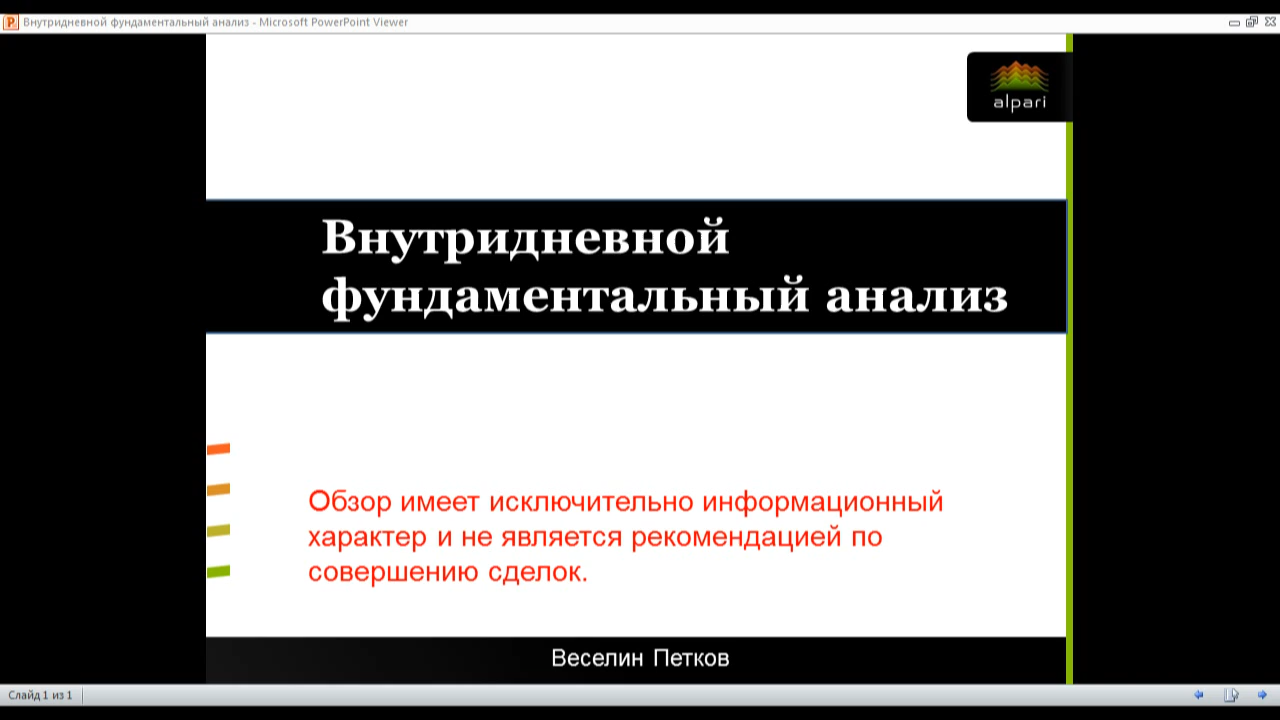 Внутридневной фундаментальный анализ - Microsoft PowerPoint Viewer
alpari
Внутридневной
фундаментальный анализ
Обзор имеет исключительно информационный
характер и не является рекомендацией по
совершению сделок.
Веселин Петков
Слайд 1 из 1